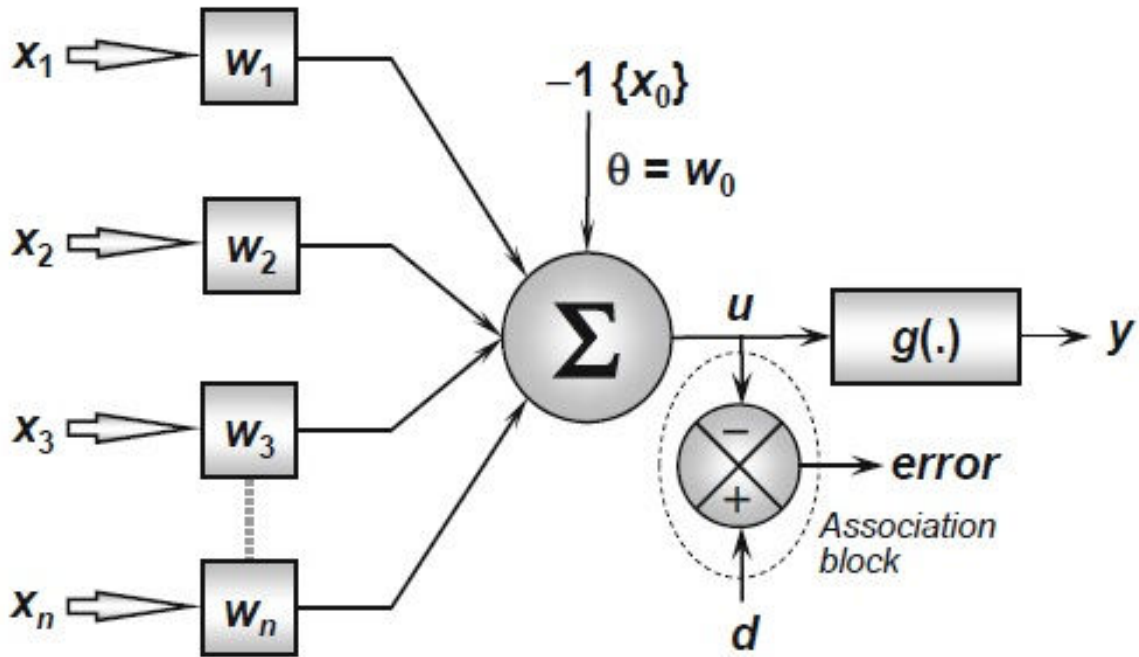 x₁
w₁
−1 {x₀}
θ = w₀
x₂
w₂
Σ
u
g(.)
y
x₃
w₃
−
+
error
Association
block
xₙ
wₙ
d